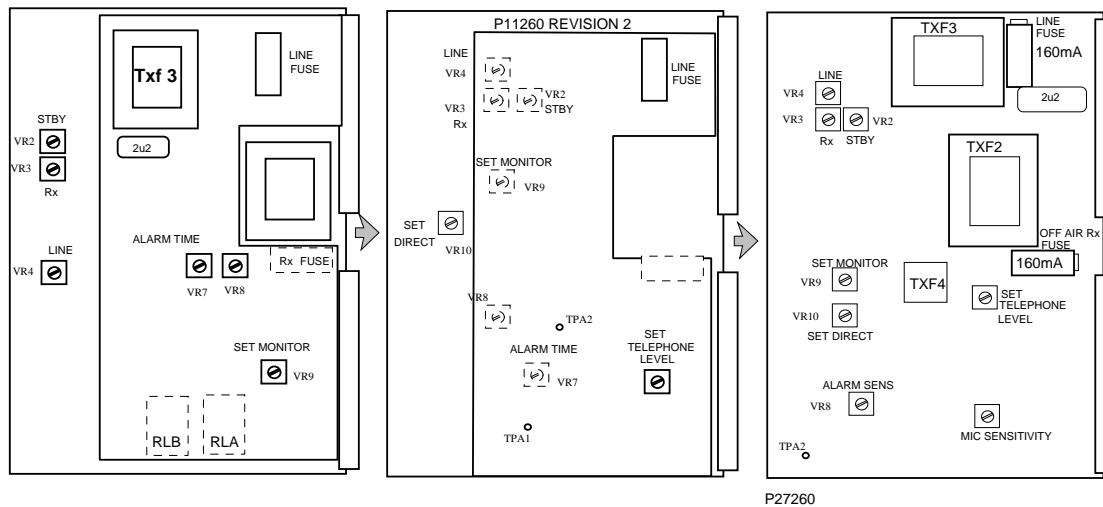 Txf 3
LINE
FUSE
STBY
VR2
2u2
VR3
Rx
ALARM TIME
LINE
VR4
Rx FUSE
VR7
VR8
SET MONITOR
VR9
RLB
RLA
P11260 REVISION 2
LINE
VR4
LINE
FUSE
VR3
VR2
STBY
Rx
SET MONITOR
VR9
SET
DIRECT
VR10
VR8
TPA2
SET
TELEPHONE
LEVEL
ALARM TIME
VR7
TPA1
TXF3
LINE
FUSE
160mA
LINE
VR4
2u2
VR3
VR2
Rx
STBY
TXF2
OFF AIR Rx
FUSE
160mA
SET MONITOR
VR9
TXF4
SET
TELEPHONE
LEVEL
VR10
SET DIRECT
ALARM SENS
VR8
MIC SENSITIVITY
TPA2
P27260